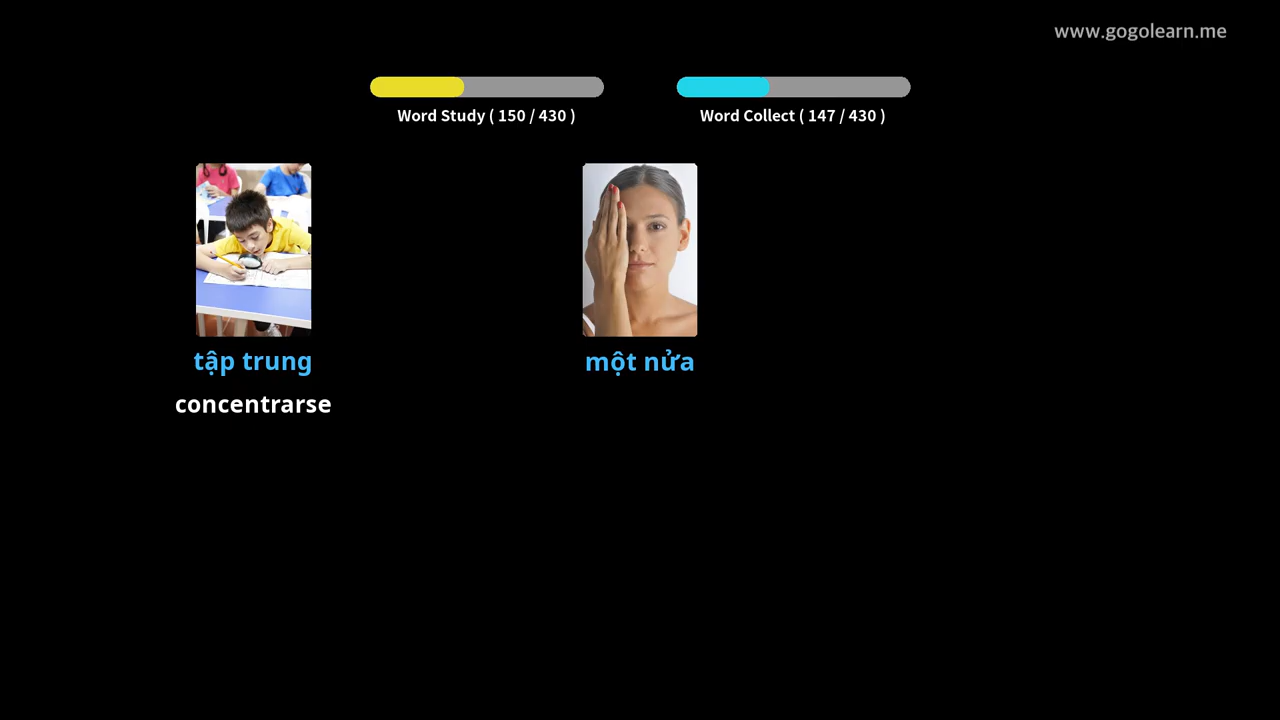 www.gogolearn.me
Word Study ( 150 / 430 )
Word Collect ( 147 / 430 )
tập trung
một nửa
concentrarse